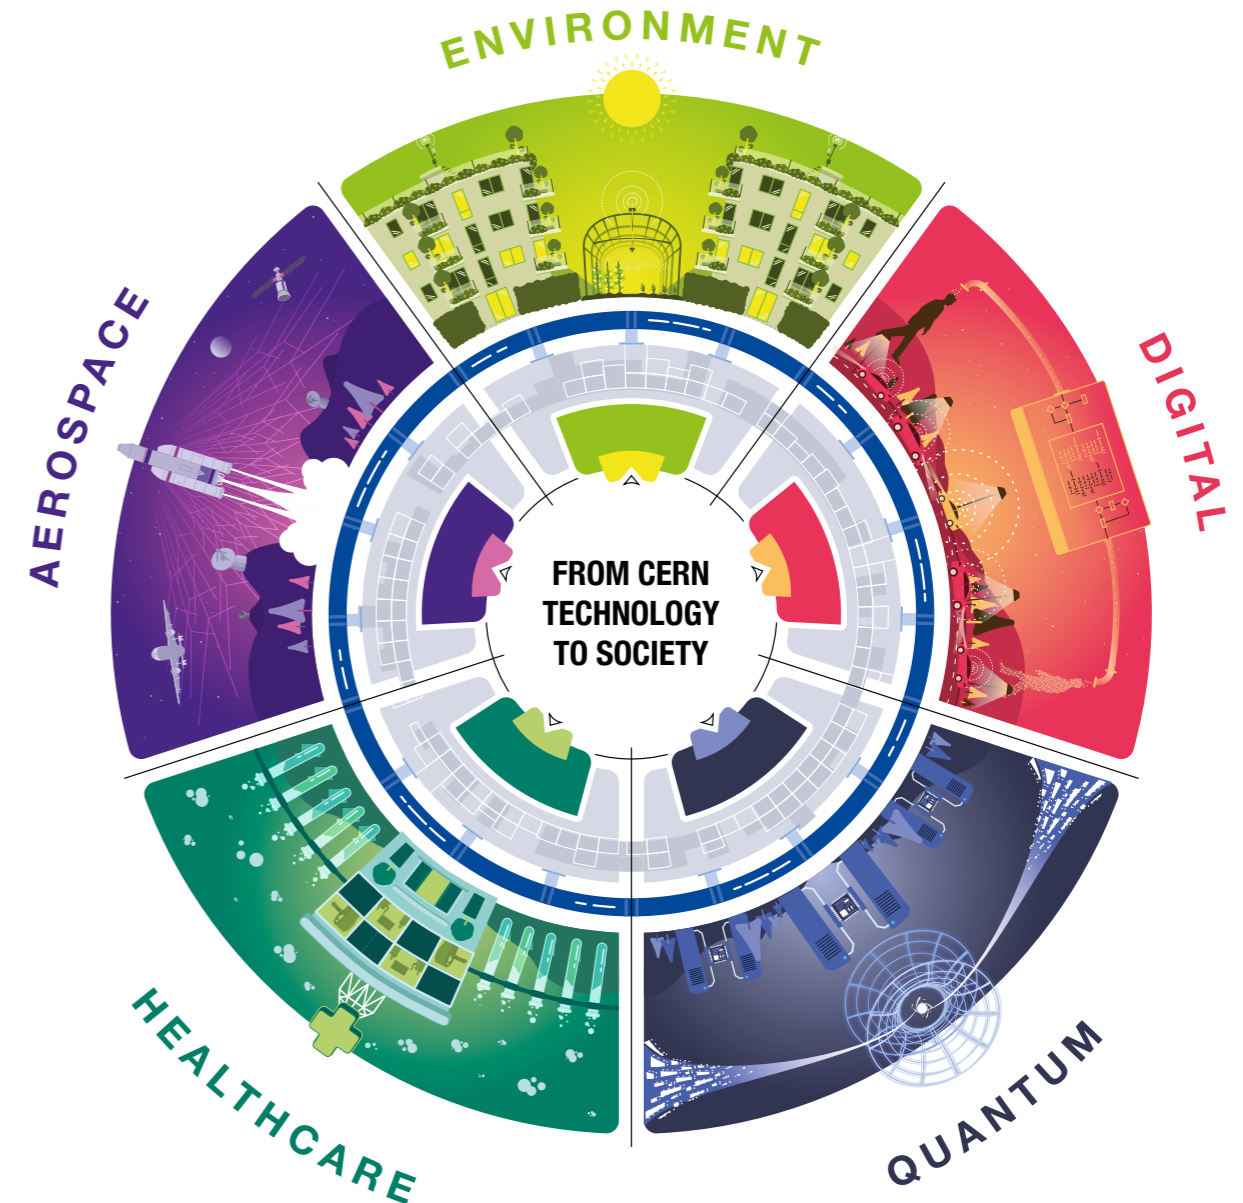 ENVIRONMENT
AEROSPACE
DIGITAL
FROM CERN
TECHNOLOGY
TO SOCIETY
HEALTHCARE
QUANTUM